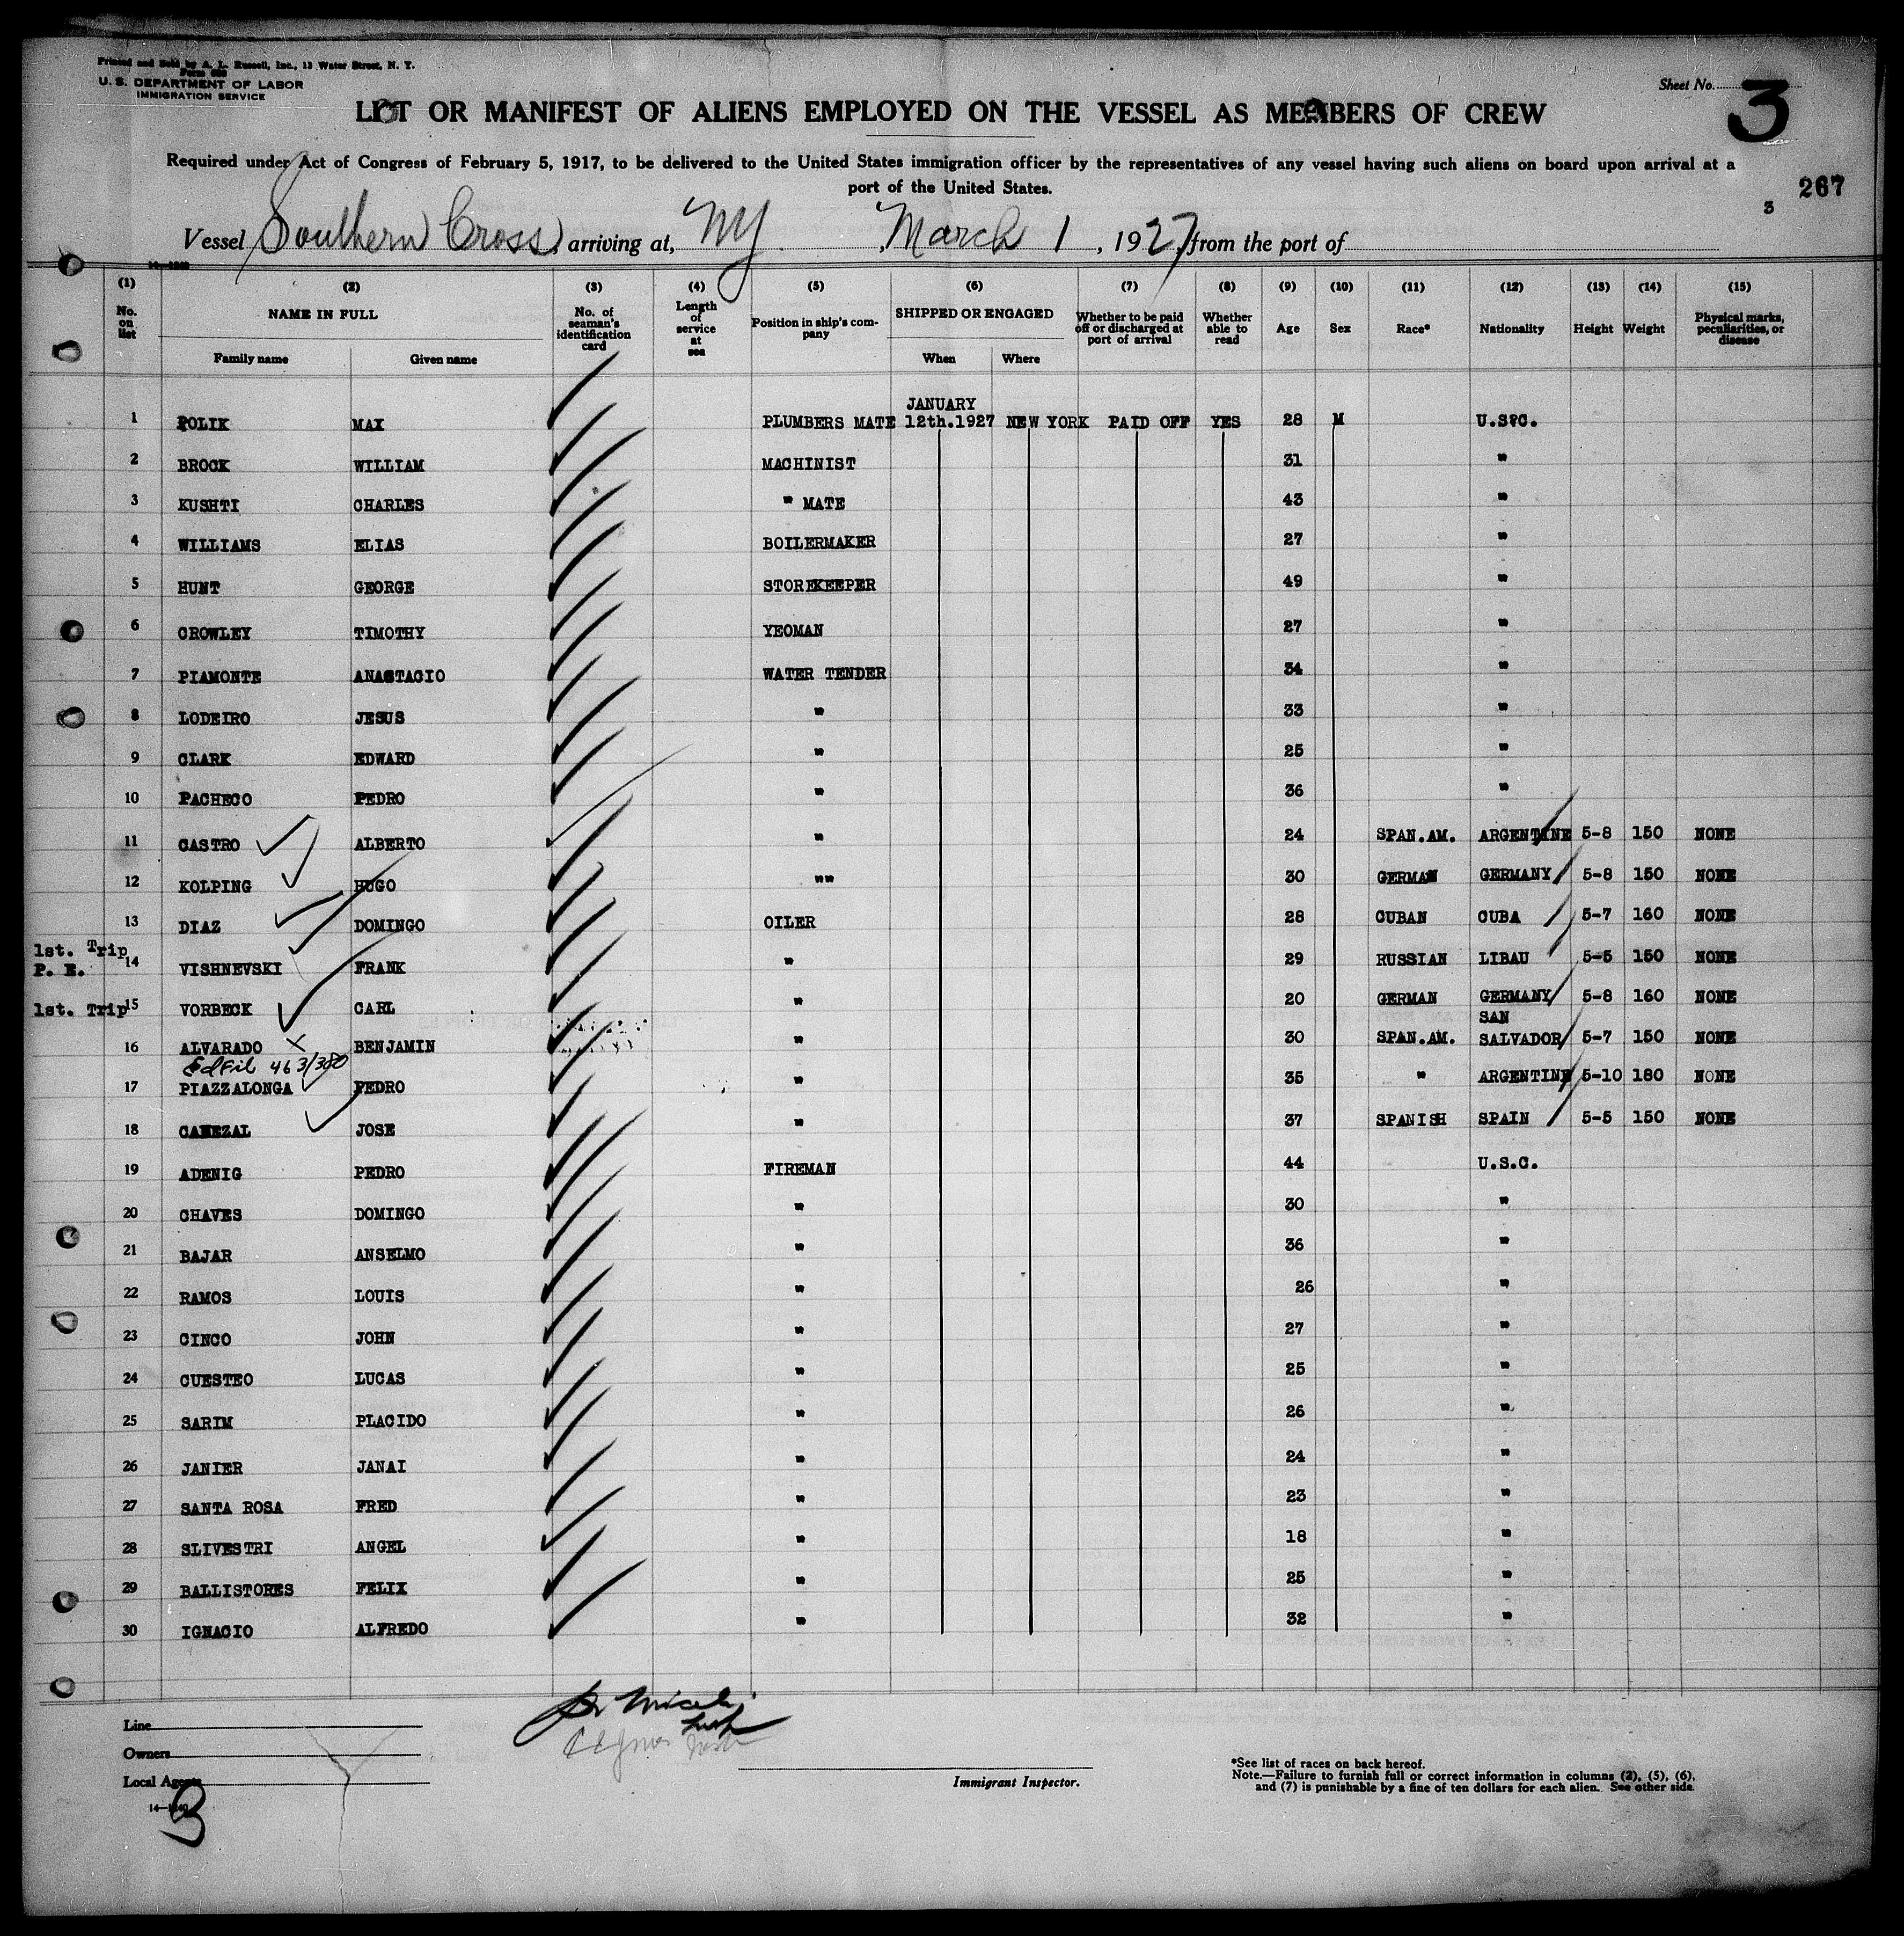 Printed and Sold by A. L. Russell, Inc., 13 Water Street, N. Y.
U. S. DEPARTMENT OF LABOR
IMMIGRATION SERVICE
Sheet No. 3
LIST OR MANIFEST OF ALIENS EMPLOYED ON THE VESSEL AS MEMBERS OF CREW
Required under Act of Congress of February 5, 1917, to be delivered to the United States immigration officer by the representatives of any vessel having such aliens on board upon arrival at a
port of the United States.
267
3
Vessel Southern Cross, arriving at, NY, March 1, 1927, from the port of
(1) (2) (3) (4) (5) (6) (7) (8) (9) (10) (11) (12) (13) (14) (15)
No. on list NAME IN FULL No. of seaman's identification card Length of service at sea Position in ship's company SHIPPED OR ENGAGED Whether to be paid off or discharged at port of arrival Whether able to read Age Sex Race* Nationality Height Weight Physical marks, peculiarities, or disease
Family name Given name When Where
JANUARY
1 POLIK MAX PLUMBERS MATE 12th.1927 NEW YORK PAID OFF YES 28 M U.S.C.
2 BROCK WILLIAM MACHINIST 31 "
3 KUSHTI CHARLES " MATE 43 "
4 WILLIAMS ELIAS BOILERMAKER 27 "
5 HUNT GEORGE STOREKEEPER 49 "
6 CROWLEY TIMOTHY YEOMAN 27 "
7 PIAMONTE ANASTACIO WATER TENDER 34 "
8 LODEIRO JESUS " 33 "
9 CLARK EDWARD " 25 "
10 PACHECO PEDRO " 36 "
11 CASTRO ALBERTO " 24 SPAN.AM. ARGENTINE 5-8 150 NONE
12 KOLPING HUGO "" 30 GERMAN GERMANY 5-8 150 NONE
13 DIAZ DOMINGO OILER 28 CUBAN CUBA 5-7 160 NONE
1st. Trip
P. E. 14 VISHNEVSKI FRANK " 29 RUSSIAN LIBAU 5-5 150 NONE
1st. Trip 15 VORBECK CARL " 20 GERMAN GERMANY 5-8 160 NONE
SAN
16 ALVARADO X BENJAMIN " 30 SPAN.AM. SALVADOR 5-7 150 NONE
463/380
17 PIAZZALONGA PEDRO " 35 " ARGENTINE 5-10 180 NONE
18 CANEZAL JOSE " 37 SPANISH SPAIN 5-5 150 NONE
19 ADENIG PEDRO FIREMAN 44 U.S.C.
20 CHAVES DOMINGO " 30 "
21 BAJAR ANSELMO " 36 "
22 RAMOS LOUIS " 26 "
23 CINCO JOHN " 27 "
24 CUESTEO LUCAS " 25 "
25 SARIM PLACIDO " 26 "
26 JANIER JANAI " 24 "
27 SANTA ROSA FRED " 23 "
28 SLIVESTRI ANGEL " 18 "
29 BALLISTORES FELIX " 25 "
30 IGNACIO ALFREDO " 32 "
Line
Owners
Local Agents
Immigrant Inspector.
*See list of races on back hereof.
Note.—Failure to furnish full or correct information in columns (2), (5), (6),
and (7) is punishable by a fine of ten dollars for each alien. See other side.
3